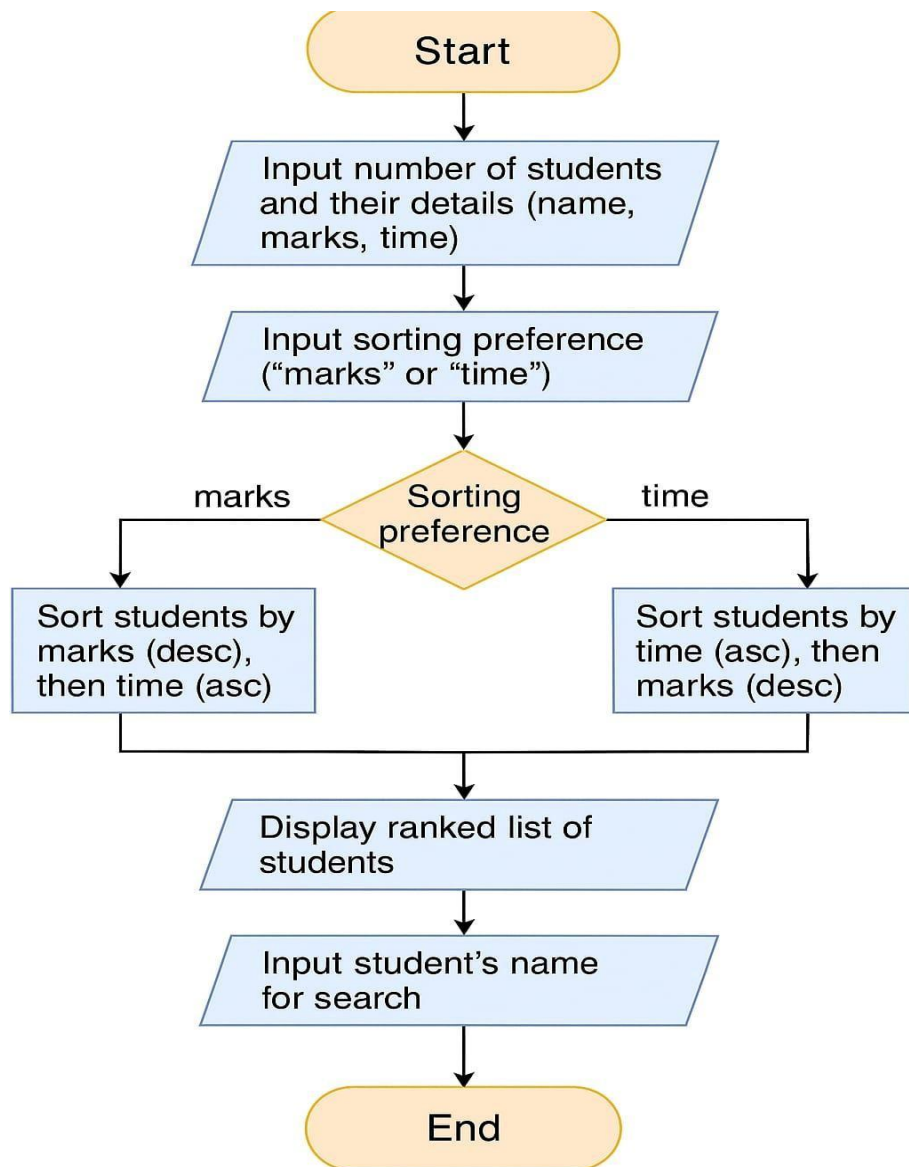 Start
Input number of students
and their details (name,
marks, time)
Input sorting preference
(“marks” or “time”)
marks
Sorting
preference
time
Sort students by
marks (desc),
then time (asc)
Sort students by
time (asc), then
marks (desc)
Display ranked list of
students
Input student’s name
for search
End